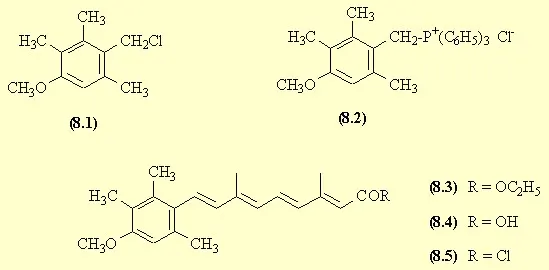 CH₃
H₃C
CH₂Cl
CH₃O
CH₃
(8.1)
CH₃
H₃C
CH₂-P⁺(C₆H₅)₃ Cl⁻
CH₃O
CH₃
(8.2)
CH₃
H₃C
COR
CH₃O
CH₃
(8.3) R = OC₂H₅
(8.4) R = OH
(8.5) R = Cl